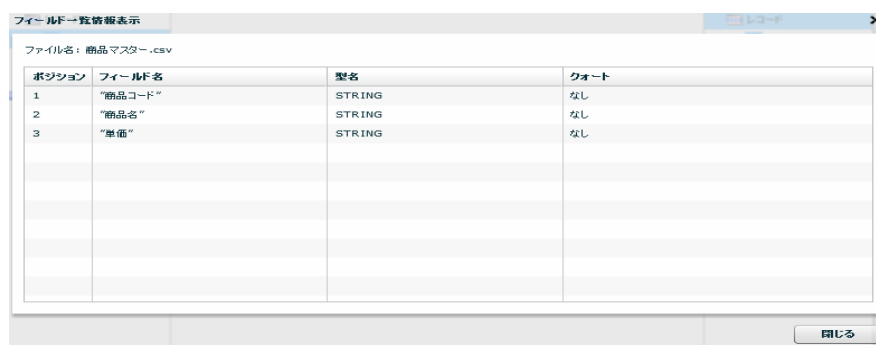 フィールド一覧情報表示
レコード
ファイル名: 商品マスター.csv
ポジション フィールド名 型名 クォート
1 "商品コード" STRING なし
2 "商品名" STRING なし
3 "単価" STRING なし
閉じる